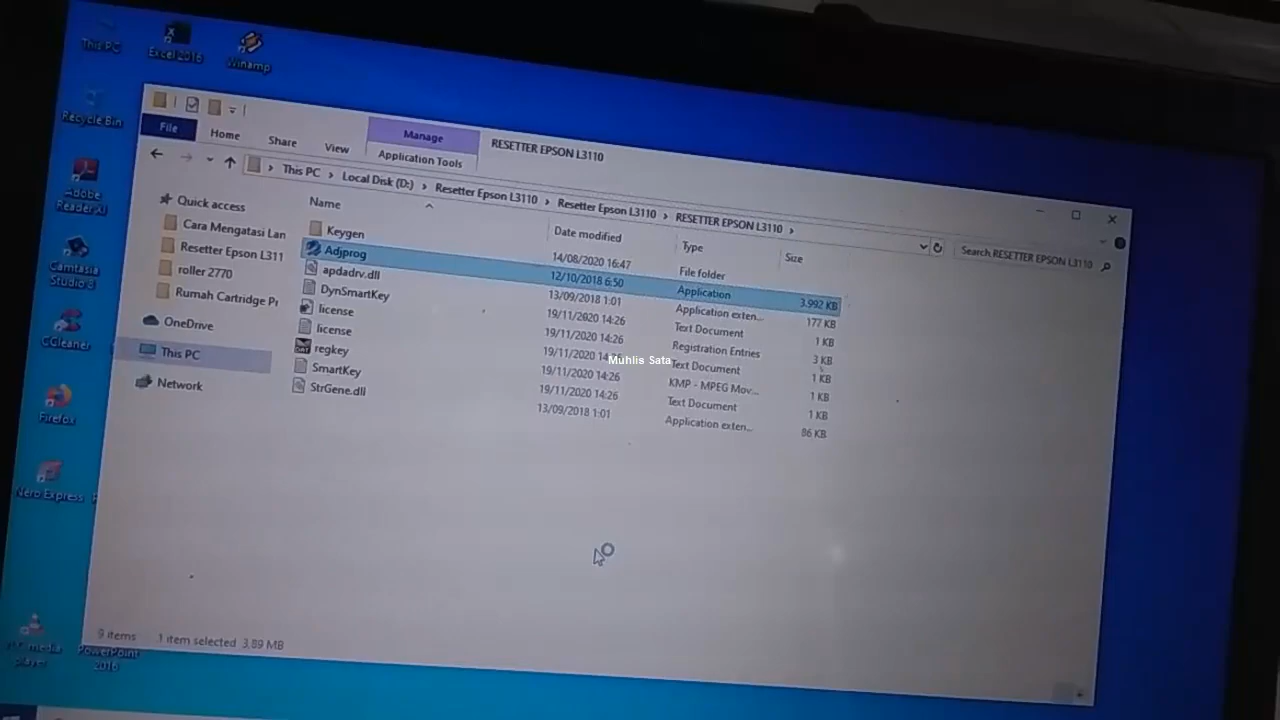 This PC
Excel 2016
Winamp
Recycle Bin
Adobe
Reader XI
Camtasia
Studio 8
CCleaner
Firefox
Nero Express
media
player
PowerPoint
2016
File
Home
Share
View
Manage
Application Tools
RESETTER EPSON L3110
This PC
Local Disk (D:)
Resetter Epson L3110
Resetter Epson L3110
RESETTER EPSON L3110
Search RESETTER EPSON L3110
Quick access
Cara Mengatasi Lan
Resetter Epson L311
roller 2770
Rumah Cartridge Pr
OneDrive
This PC
Network
Name
Date modified
Type
Size
Keygen
14/08/2020 16:47
File folder
Adjprog
12/10/2018 6:50
Application
3.992 KB
apdadrv.dll
13/09/2018 1:01
Application exten...
177 KB
DynSmartKey
19/11/2020 14:26
Text Document
1 KB
license
19/11/2020 14:26
Registration Entries
3 KB
license
19/11/2020 14:26
Text Document
1 KB
regkey
19/11/2020 14:26
KMP - MPEG Mov...
1 KB
SmartKey
19/11/2020 14:26
Text Document
1 KB
StrGene.dll
13/09/2018 1:01
Application exten...
86 KB
Muhlis Sata
9 items
1 item selected 3,89 MB